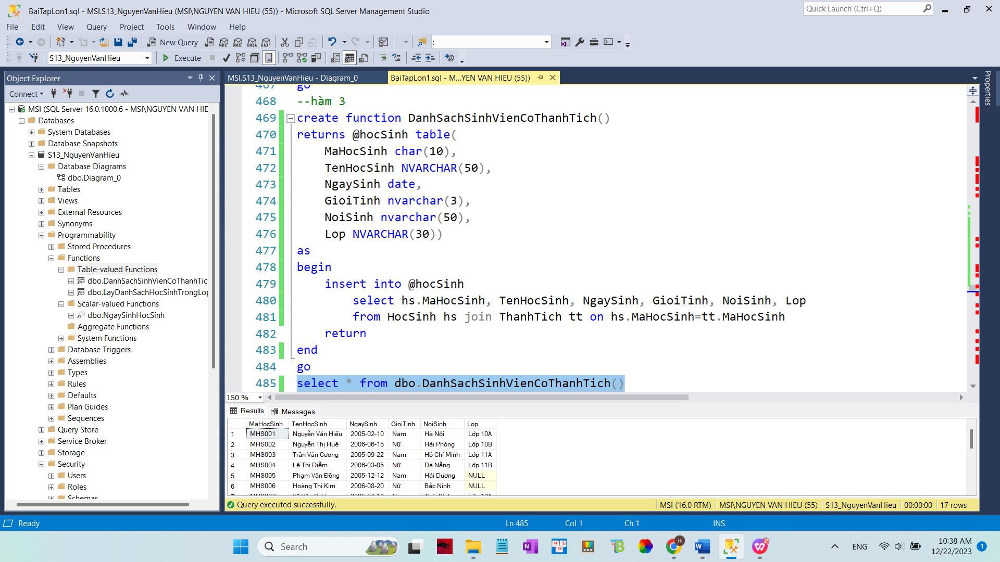 BaiTapLon1.sql - MSI.S13_NguyenVanHieu (MSI\NGUYEN VAN HIEU (55)) - Microsoft SQL Server Management Studio
Quick Launch (Ctrl+Q)
File Edit View Query Project Tools Window Help
New Query
MDX DMX XMLA DAX
:
S13_NguyenVanHieu
Execute
Object Explorer
Connect
MSI (SQL Server 16.0.1000.6 - MSI\NGUYEN VAN HIE
Databases
System Databases
Database Snapshots
S13_NguyenVanHieu
Database Diagrams
dbo.Diagram_0
Tables
Views
External Resources
Synonyms
Programmability
Stored Procedures
Functions
Table-valued Functions
dbo.DanhSachSinhVienCoThanhTic
dbo.LayDanhSachHocSinhTrongLop
Scalar-valued Functions
dbo.NgaySinhHocSinh
Aggregate Functions
System Functions
Database Triggers
Assemblies
Types
Rules
Defaults
Plan Guides
Sequences
Query Store
Service Broker
Storage
Security
Users
Roles
Schemas
MSI.S13_NguyenVanHieu - Diagram_0
BaiTapLon1.sql - M...YEN VAN HIEU (55))
Properties
467 go
468 --hàm 3
469 create function DanhSachSinhVienCoThanhTich()
470 returns @hocSinh table(
471 MaHocSinh char(10),
472 TenHocSinh NVARCHAR(50),
473 NgaySinh date,
474 GioiTinh nvarchar(3),
475 NoiSinh nvarchar(50),
476 Lop NVARCHAR(30))
477 as
478 begin
479 insert into @hocSinh
480 select hs.MaHocSinh, TenHocSinh, NgaySinh, GioiTinh, NoiSinh, Lop
481 from HocSinh hs join ThanhTich tt on hs.MaHocSinh=tt.MaHocSinh
482 return
483 end
484 go
485 select * from dbo.DanhSachSinhVienCoThanhTich()
150 %
Results Messages
MaHocSinh TenHocSinh NgaySinh GioiTinh NoiSinh Lop
1 MHS001 Nguyễn Văn Hiếu 2005-02-10 Nam Hà Nội Lớp 10A
2 MHS002 Nguyễn Thị Huế 2006-06-15 Nữ Hải Phòng Lớp 10B
3 MHS003 Trần Văn Cương 2005-09-22 Nam Hồ Chí Minh Lớp 11A
4 MHS004 Lê Thị Diễm 2006-03-05 Nữ Đà Nẵng Lớp 11B
5 MHS005 Phạm Văn Đồng 2005-12-12 Nam Hải Dương NULL
6 MHS006 Hoàng Thị Kim 2006-08-20 Nữ Bắc Ninh NULL
Query executed successfully.
MSI (16.0 RTM) MSI\NGUYEN VAN HIEU (55) S13_NguyenVanHieu 00:00:00 17 rows
Ready Ln 485 Col 1 Ch 1 INS
Search
ENG
10:38 AM
12/22/2023
1